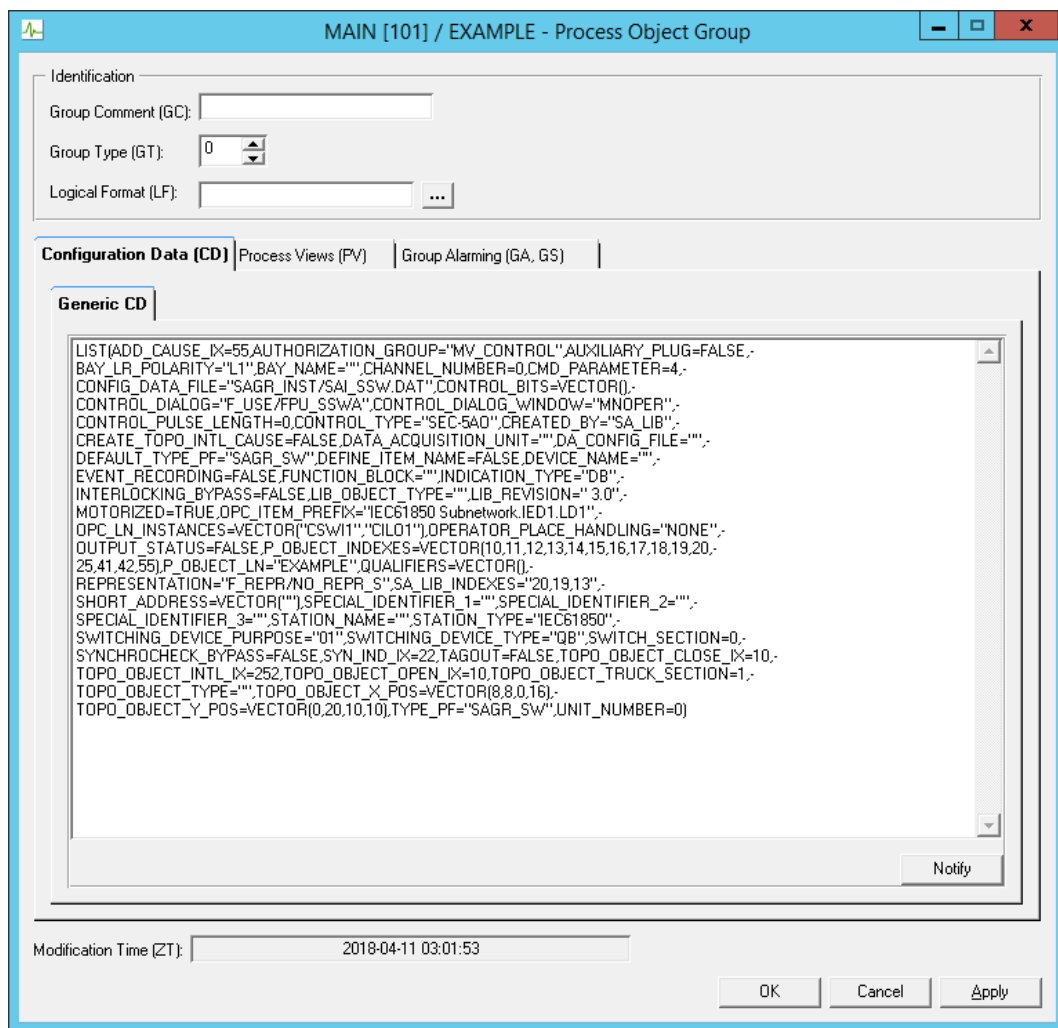 MAIN [101] / EXAMPLE - Process Object Group
Identification
Group Comment (GC):
Group Type (GT): 0
Logical Format (LF): ...
Configuration Data (CD) Process Views (PV) Group Alarming (GA, GS)
Generic CD
LIST(ADD_CAUSE_IX=55,AUTHORIZATION_GROUP="MV_CONTROL",AUXILIARY_PLUG=FALSE,-
BAY_LR_POLARITY="L1",BAY_NAME="",CHANNEL_NUMBER=0,CMD_PARAMETER=4,-
CONFIG_DATA_FILE="SAGR_INST/SAI_SSW.DAT",CONTROL_BITS=VECTOR(),-
CONTROL_DIALOG="F_USE/FPU_SSWA",CONTROL_DIALOG_WINDOW="MNOPER",-
CONTROL_PULSE_LENGTH=0,CONTROL_TYPE="SEC-5AO",CREATED_BY="SA_LIB",-
CREATE_TOPO_INTL_CAUSE=FALSE,DATA_ACQUISITION_UNIT="",DA_CONFIG_FILE="",-
DEFAULT_TYPE_PF="SAGR_SW",DEFINE_ITEM_NAME=FALSE,DEVICE_NAME="",-
EVENT_RECORDING=FALSE,FUNCTION_BLOCK="",INDICATION_TYPE="DB",-
INTERLOCKING_BYPASS=FALSE,LIB_OBJECT_TYPE="",LIB_REVISION=" 3.0",-
MOTORIZED=TRUE,OPC_ITEM_PREFIX="IEC61850 Subnetwork.IED1.LD1",-
OPC_LN_INSTANCES=VECTOR("CSWI1","CILO1"),OPERATOR_PLACE_HANDLING="NONE",-
OUTPUT_STATUS=FALSE,P_OBJECT_INDEXES=VECTOR(10,11,12,13,14,15,16,17,18,19,20,-
25,41,42,55),P_OBJECT_LN="EXAMPLE",QUALIFIERS=VECTOR(),-
REPRESENTATION="F_REPR/NO_REPR_S",SA_LIB_INDEXES="20,19,13",-
SHORT_ADDRESS=VECTOR(""),SPECIAL_IDENTIFIER_1="",SPECIAL_IDENTIFIER_2="",-
SPECIAL_IDENTIFIER_3="",STATION_NAME="",STATION_TYPE="IEC61850",-
SWITCHING_DEVICE_PURPOSE="01",SWITCHING_DEVICE_TYPE="QB",SWITCH_SECTION=0,-
SYNCHROCHECK_BYPASS=FALSE,SYN_IND_IX=22,TAGOUT=FALSE,TOPO_OBJECT_CLOSE_IX=10,-
TOPO_OBJECT_INTL_IX=252,TOPO_OBJECT_OPEN_IX=10,TOPO_OBJECT_TRUCK_SECTION=1,-
TOPO_OBJECT_TYPE="",TOPO_OBJECT_X_POS=VECTOR(8,8,0,16),-
TOPO_OBJECT_Y_POS=VECTOR(0,20,10,10),TYPE_PF="SAGR_SW",UNIT_NUMBER=0)
Notify
Modification Time (ZT): 2018-04-11 03:01:53
OK Cancel Apply